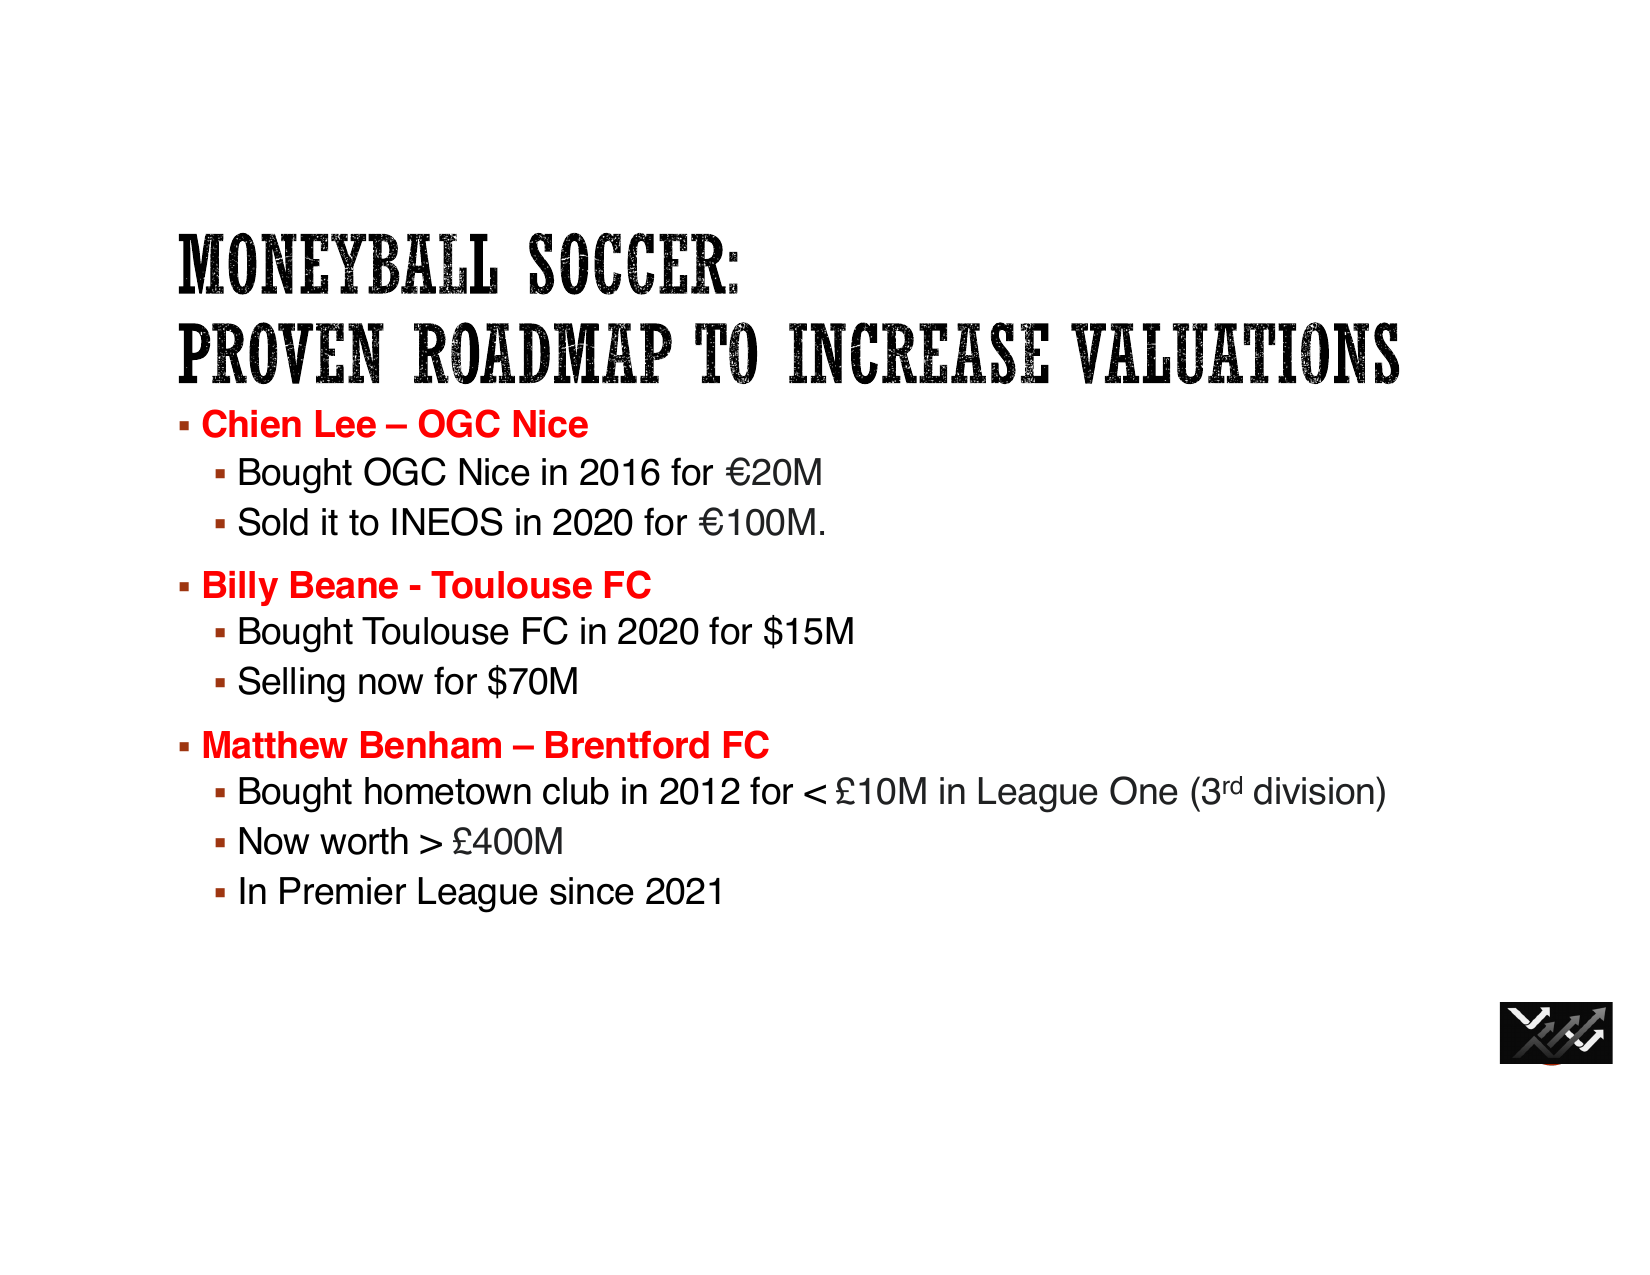 MONEYBALL SOCCER:
PROVEN ROADMAP TO INCREASE VALUATIONS
▪ Chien Lee – OGC Nice
▪ Bought OGC Nice in 2016 for €20M
▪ Sold it to INEOS in 2020 for €100M.
▪ Billy Beane - Toulouse FC
▪ Bought Toulouse FC in 2020 for $15M
▪ Selling now for $70M
▪ Matthew Benham – Brentford FC
▪ Bought hometown club in 2012 for < £10M in League One (3rd division)
▪ Now worth > £400M
▪ In Premier League since 2021